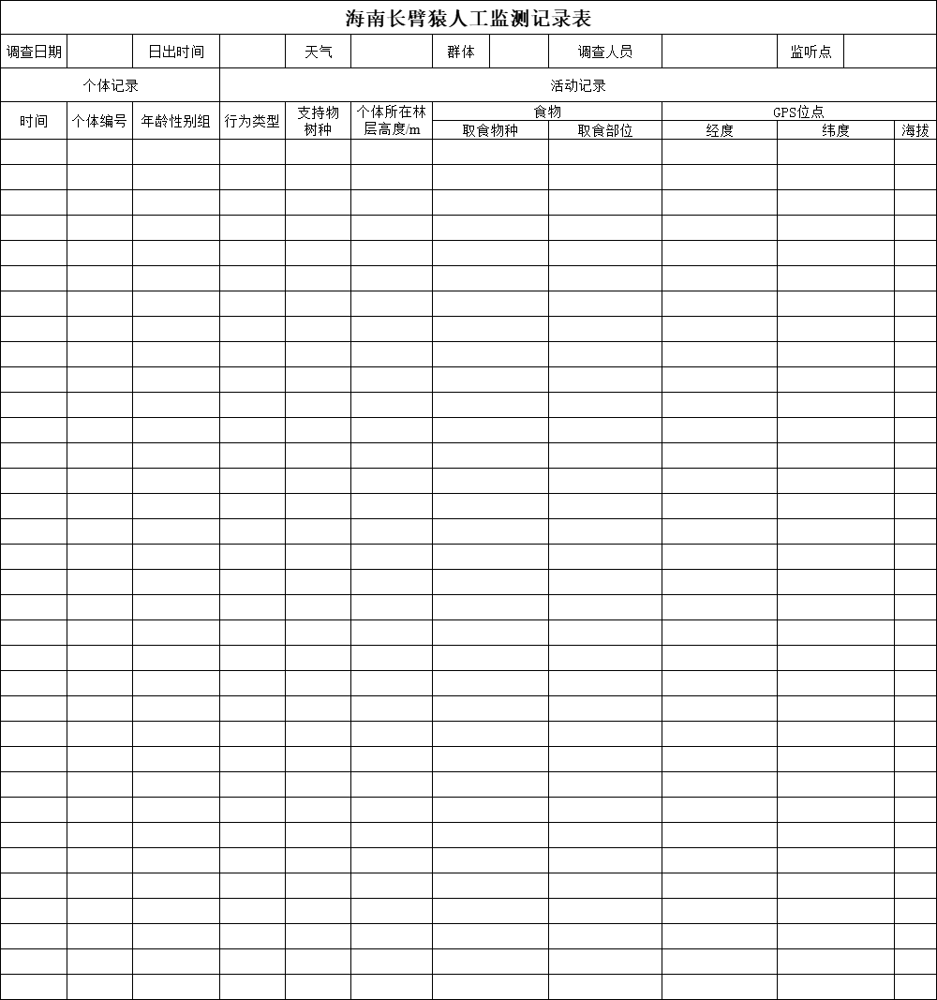 海南长臂猿人工监测记录表
调查日期 日出时间 天气 群体 调查人员 监听点
个体记录 活动记录
时间 个体编号 年龄性别组 行为类型 支持物树种 个体所在林层高度/m 食物 GPS位点
取食物种 取食部位 经度 纬度 海拔